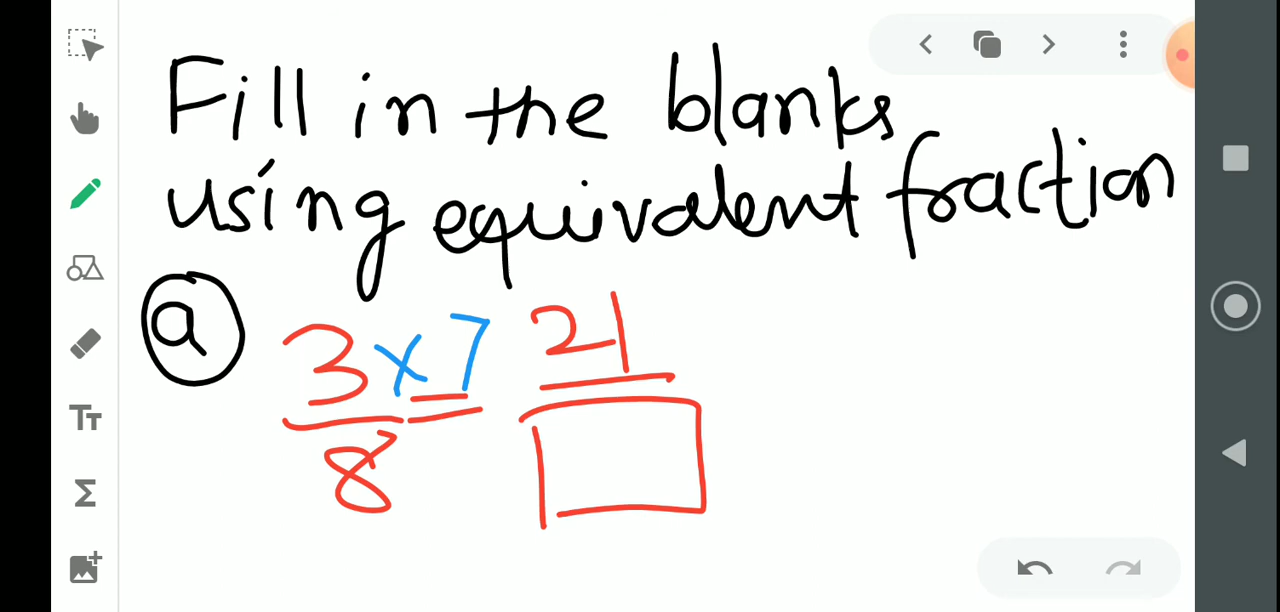 Fill in the blanks
using equivalent fraction
a
3 × 7 = 21
8